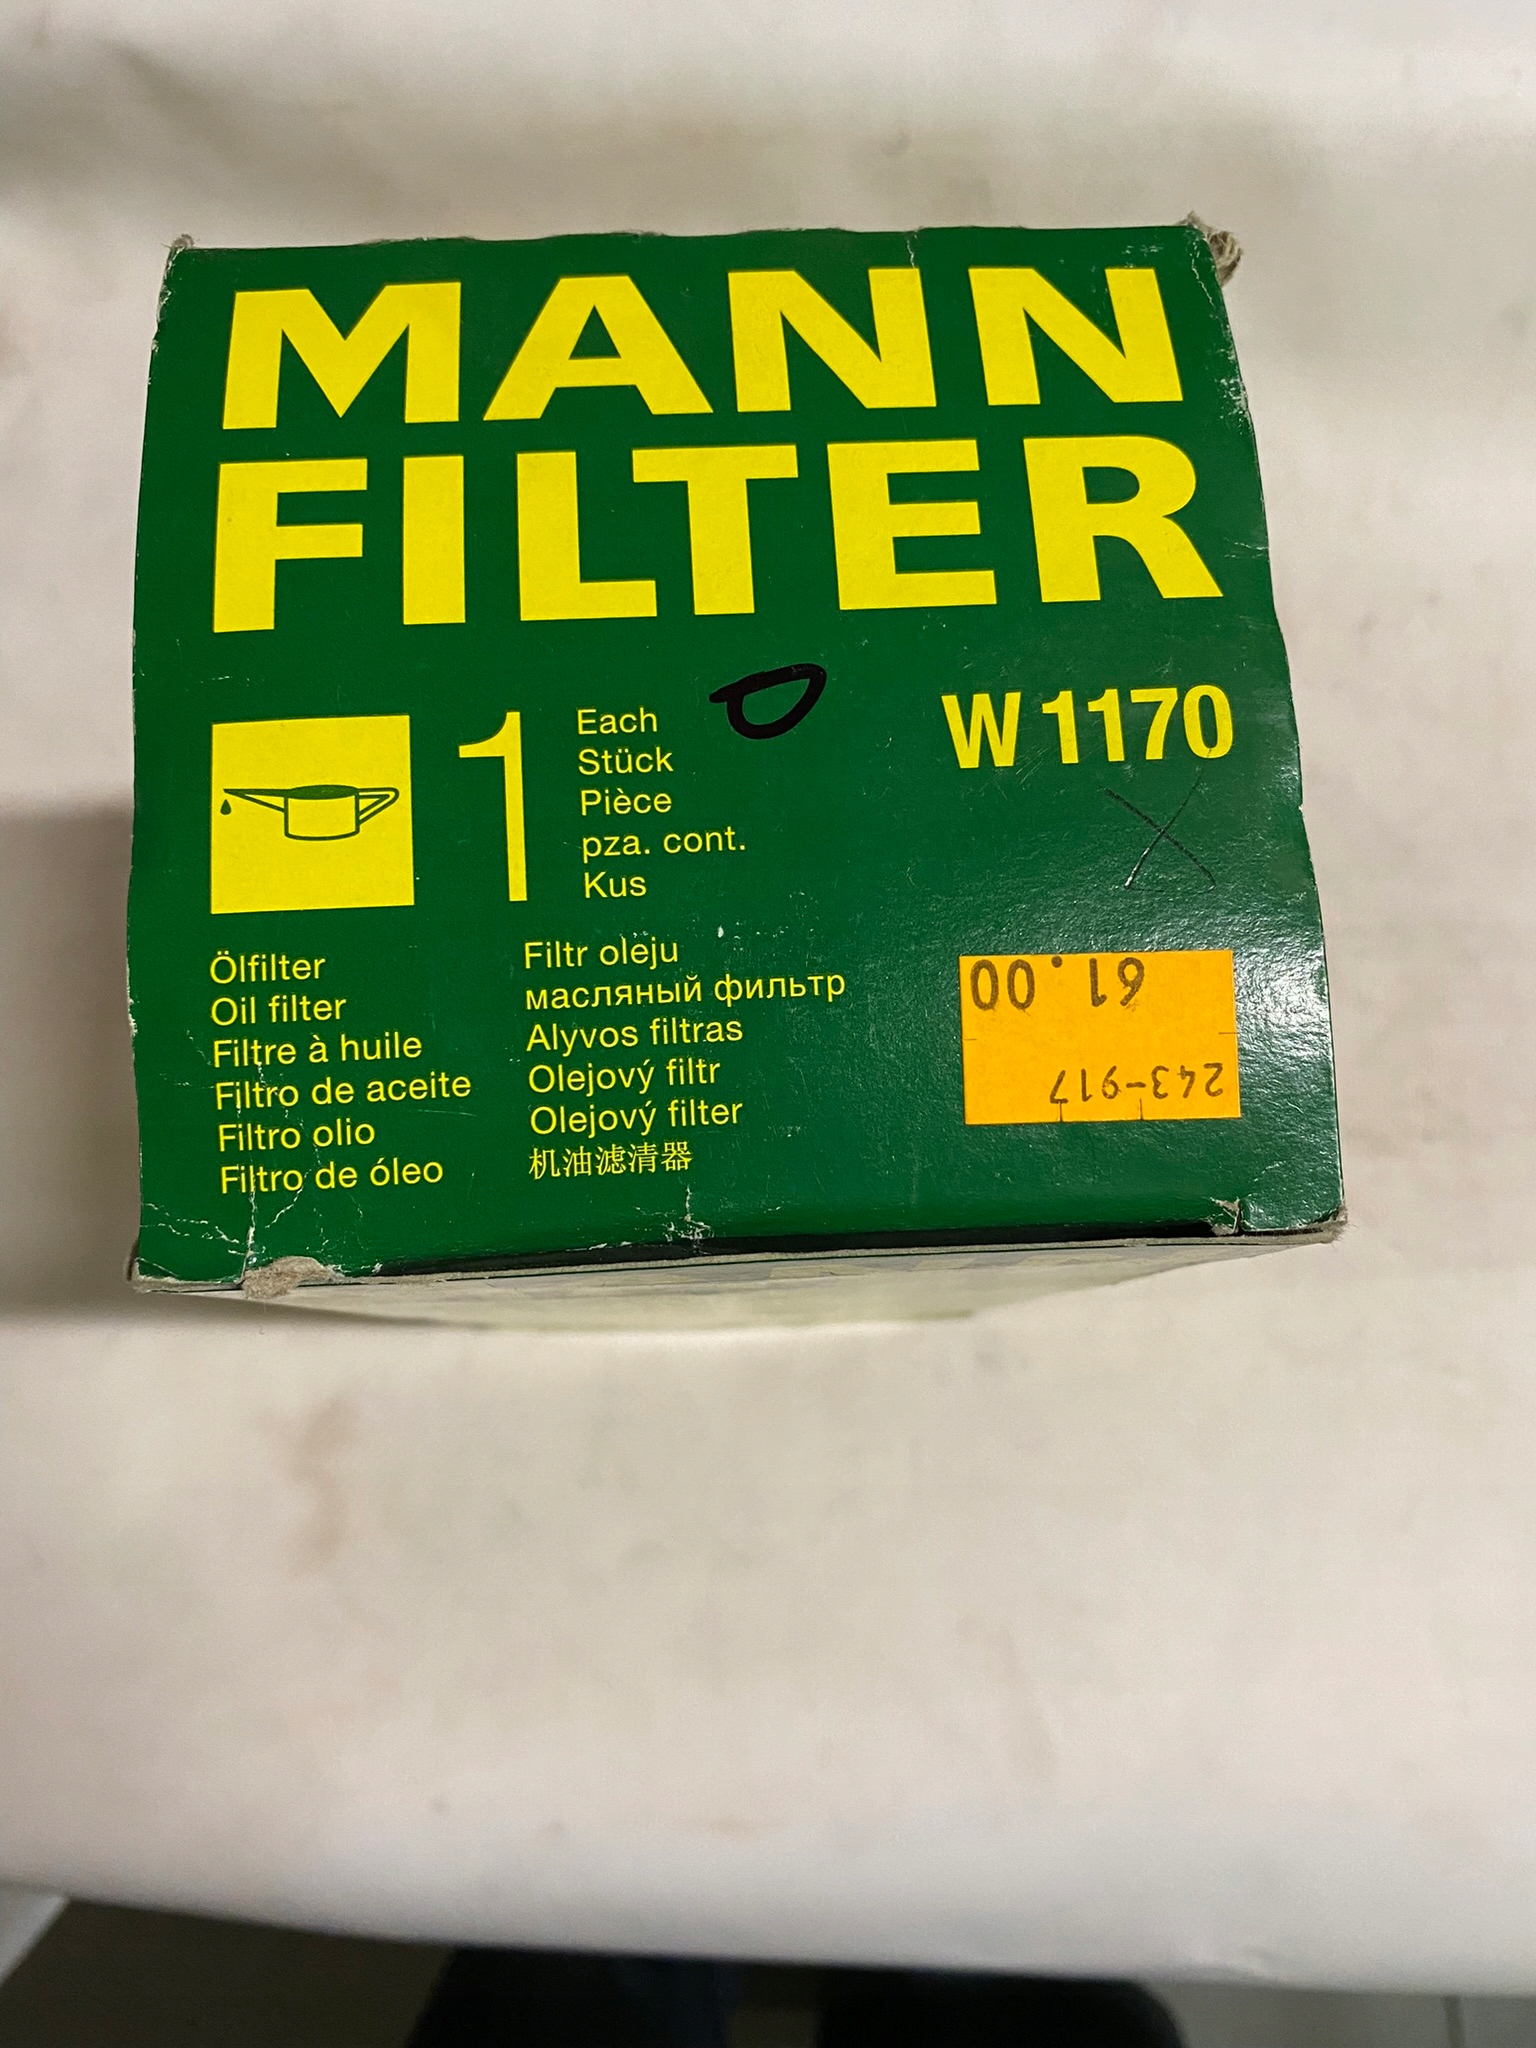 MANN
FILTER
1
Each
Stück
Pièce
pza. cont.
Kus
W 1170
Ölfilter
Oil filter
Filtre à huile
Filtro de aceite
Filtro olio
Filtro de óleo
Filtr oleju
масляный фильтр
Alyvos filtras
Olejový filtr
Olejový filter
机油滤清器
243-917
61.00